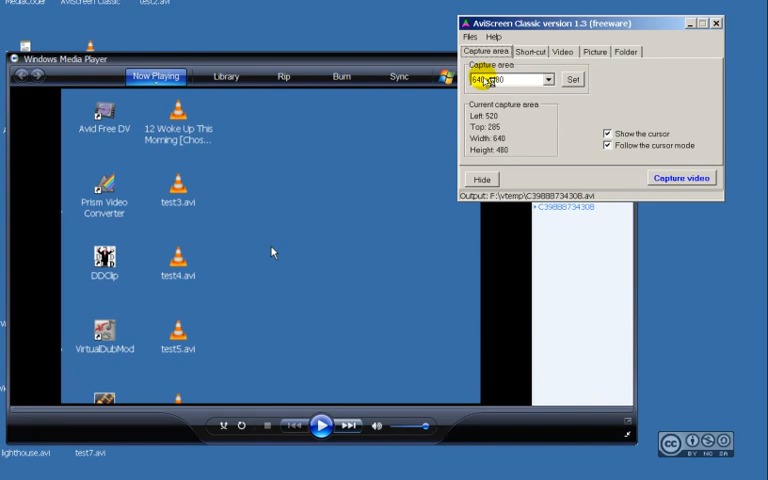 MediaCoder
AviScreen Classic
test2.avi
AviScreen Classic version 1.3 (freeware)
Files Help
Capture area Short-cut Video Picture Folder
Capture area
Set
Current capture area
Left: 520
Top: 285
Width: 640
Height: 480
Show the cursor
Follow the cursor mode
Hide
Capture video
Output: F:\vtemp\C39888734308.avi
C39888734308
Windows Media Player
Now Playing Library Rip Burn Sync
Avid Free DV
12 Woke Up This
Morning [Chos...
Prism Video
Converter
test3.avi
DDClip
test4.avi
VirtualDubMod
test5.avi
lighthouse.avi
test7.avi
cc
BY NC SA